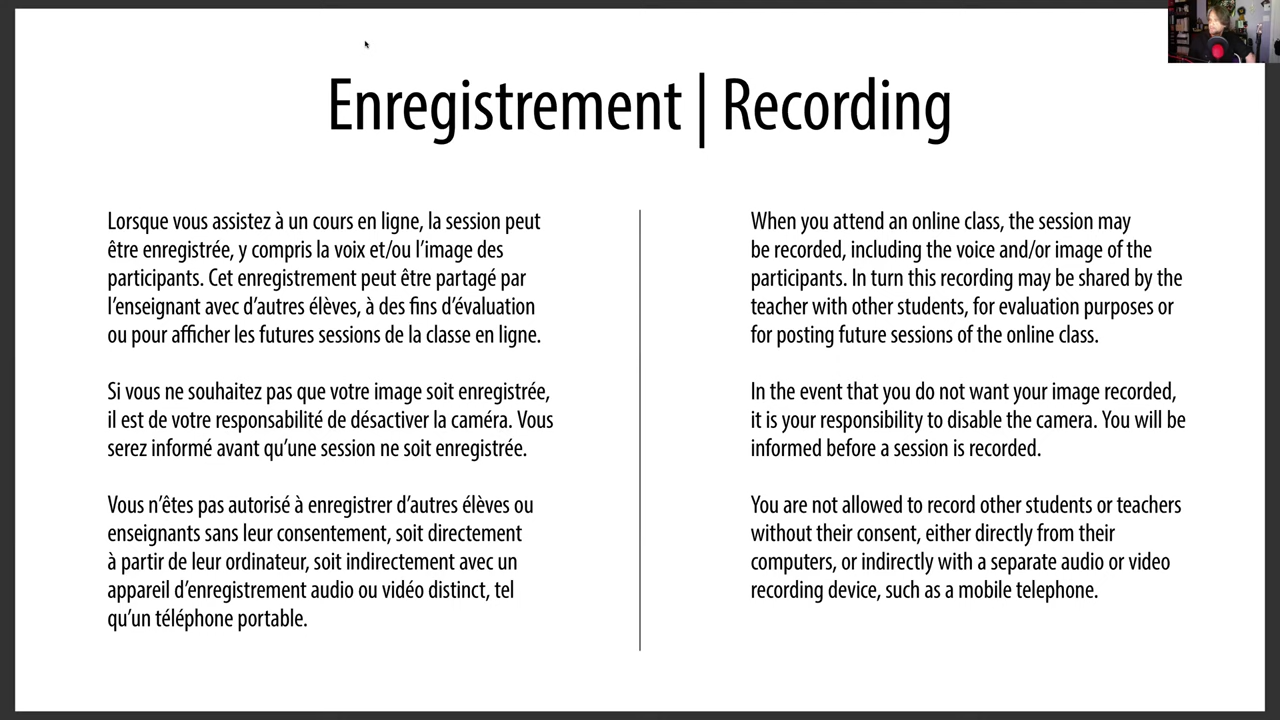 Enregistrement | Recording
Lorsque vous assistez à un cours en ligne, la session peut
être enregistrée, y compris la voix et/ou l’image des
participants. Cet enregistrement peut être partagé par
l’enseignant avec d’autres élèves, à des fins d’évaluation
ou pour afficher les futures sessions de la classe en ligne.
Si vous ne souhaitez pas que votre image soit enregistrée,
il est de votre responsabilité de désactiver la caméra. Vous
serez informé avant qu’une session ne soit enregistrée.
Vous n’êtes pas autorisé à enregistrer d’autres élèves ou
enseignants sans leur consentement, soit directement
à partir de leur ordinateur, soit indirectement avec un
appareil d’enregistrement audio ou vidéo distinct, tel
qu’un téléphone portable.
When you attend an online class, the session may
be recorded, including the voice and/or image of the
participants. In turn this recording may be shared by the
teacher with other students, for evaluation purposes or
for posting future sessions of the online class.
In the event that you do not want your image recorded,
it is your responsibility to disable the camera. You will be
informed before a session is recorded.
You are not allowed to record other students or teachers
without their consent, either directly from their
computers, or indirectly with a separate audio or video
recording device, such as a mobile telephone.